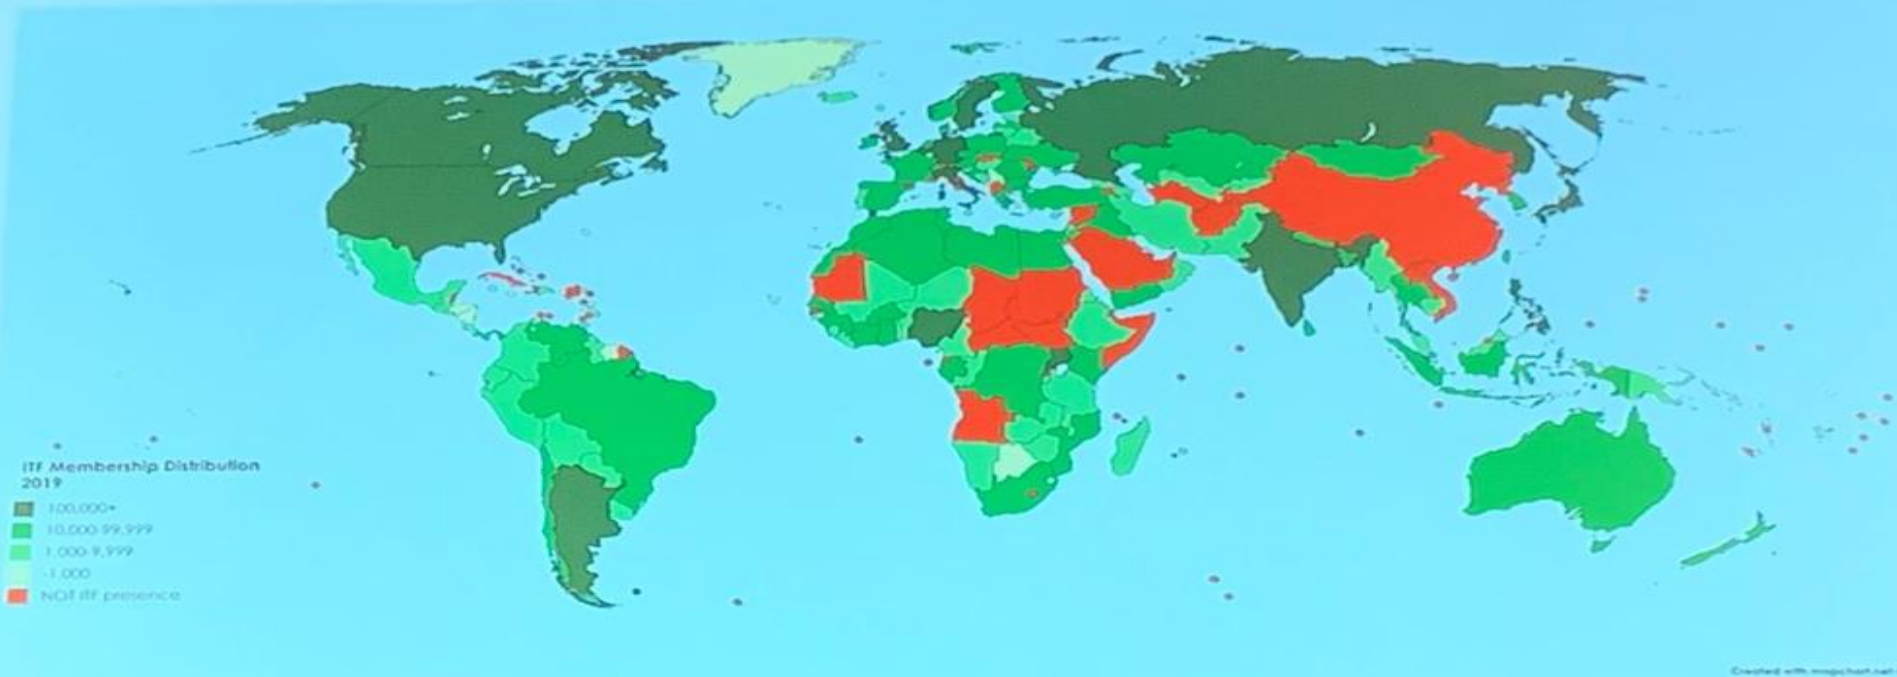 ITF Membership Distribution
2019
100,000+
10,000-99,999
1,000-9,999
-1,000
NOT ITF presence
Created with mapchart.net